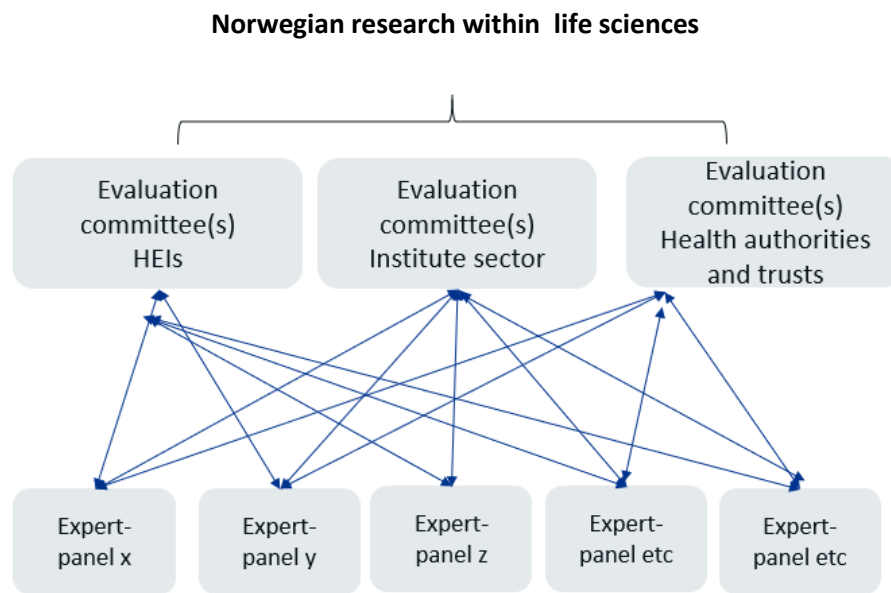 Norwegian research within  life sciences
Evaluation
committee(s)
HEIs
Evaluation
committee(s)
Institute sector
Evaluation
committee(s)
Health authorities
and trusts
Expert-
panel x
Expert-
panel y
Expert-
panel z
Expert-
panel etc
Expert-
panel etc